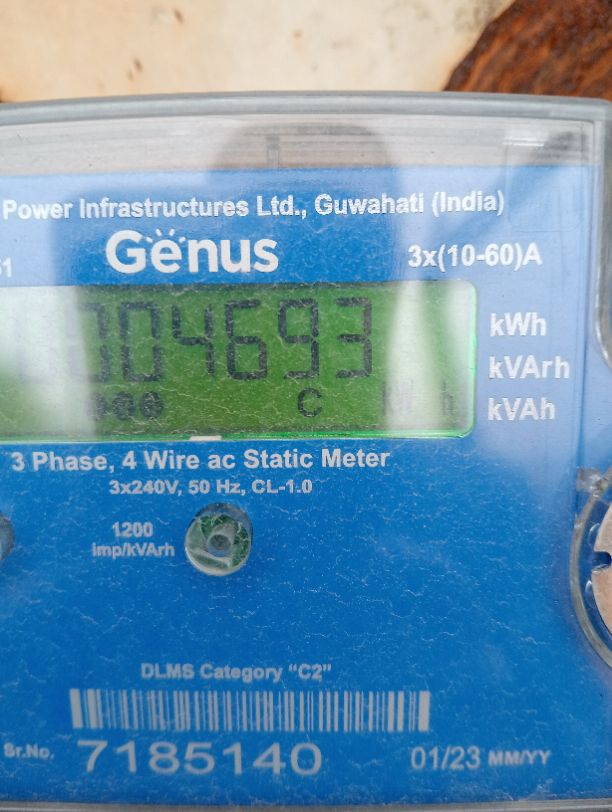 Power Infrastructures Ltd., Guwahati (India)
Genus
3x(10-60)A
004693
kWh
kVArh
kVAh
000 C
3 Phase, 4 Wire ac Static Meter
3x240V, 50 Hz, CL-1.0
1200
imp/kVArh
DLMS Category "C2"
Sr.No. 7185140 01/23 MM/YY